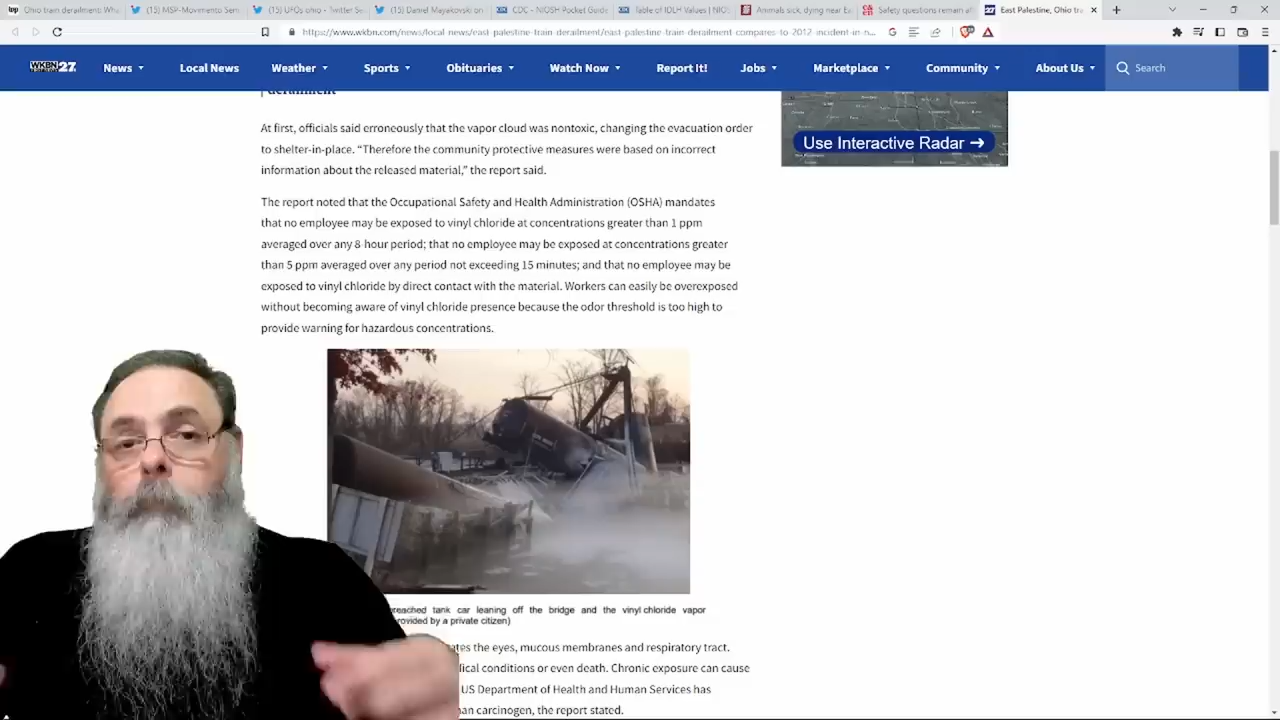 Ohio train derailment: Wh
(15) MSP-Movimento Sen
(15) UFOs ohio - Twitter Se
(15) Daniel Mayakovski on
CDC - NIOSH Pocket Guide
Table of IDLH Values | NIOS
Animals sick, dying near Ea
Safety questions remain af
East Palestine, Ohio tra
https://www.wkbn.com/news/local-news/east-palestine-train-derailment/east-palestine-train-derailment-compares-to-2012-incident-in-n...
WKBN 27
News
Local News
Weather
Sports
Obituaries
Watch Now
Report It!
Jobs
Marketplace
Community
About Us
Search
derailment
At first, officials said erroneously that the vapor cloud was nontoxic, changing the evacuation order
to shelter-in-place. “Therefore the community protective measures were based on incorrect
information about the released material,” the report said.
The report noted that the Occupational Safety and Health Administration (OSHA) mandates
that no employee may be exposed to vinyl chloride at concentrations greater than 1 ppm
averaged over any 8-hour period; that no employee may be exposed at concentrations greater
than 5 ppm averaged over any period not exceeding 15 minutes; and that no employee may be
exposed to vinyl chloride by direct contact with the material. Workers can easily be overexposed
without becoming aware of vinyl chloride presence because the odor threshold is too high to
provide warning for hazardous concentrations.
Use Interactive Radar →
breached tank car leaning off the bridge and the vinyl chloride vapor
provided by a private citizen)
ates the eyes, mucous membranes and respiratory tract.
ical conditions or even death. Chronic exposure can cause
US Department of Health and Human Services has
an carcinogen, the report stated.